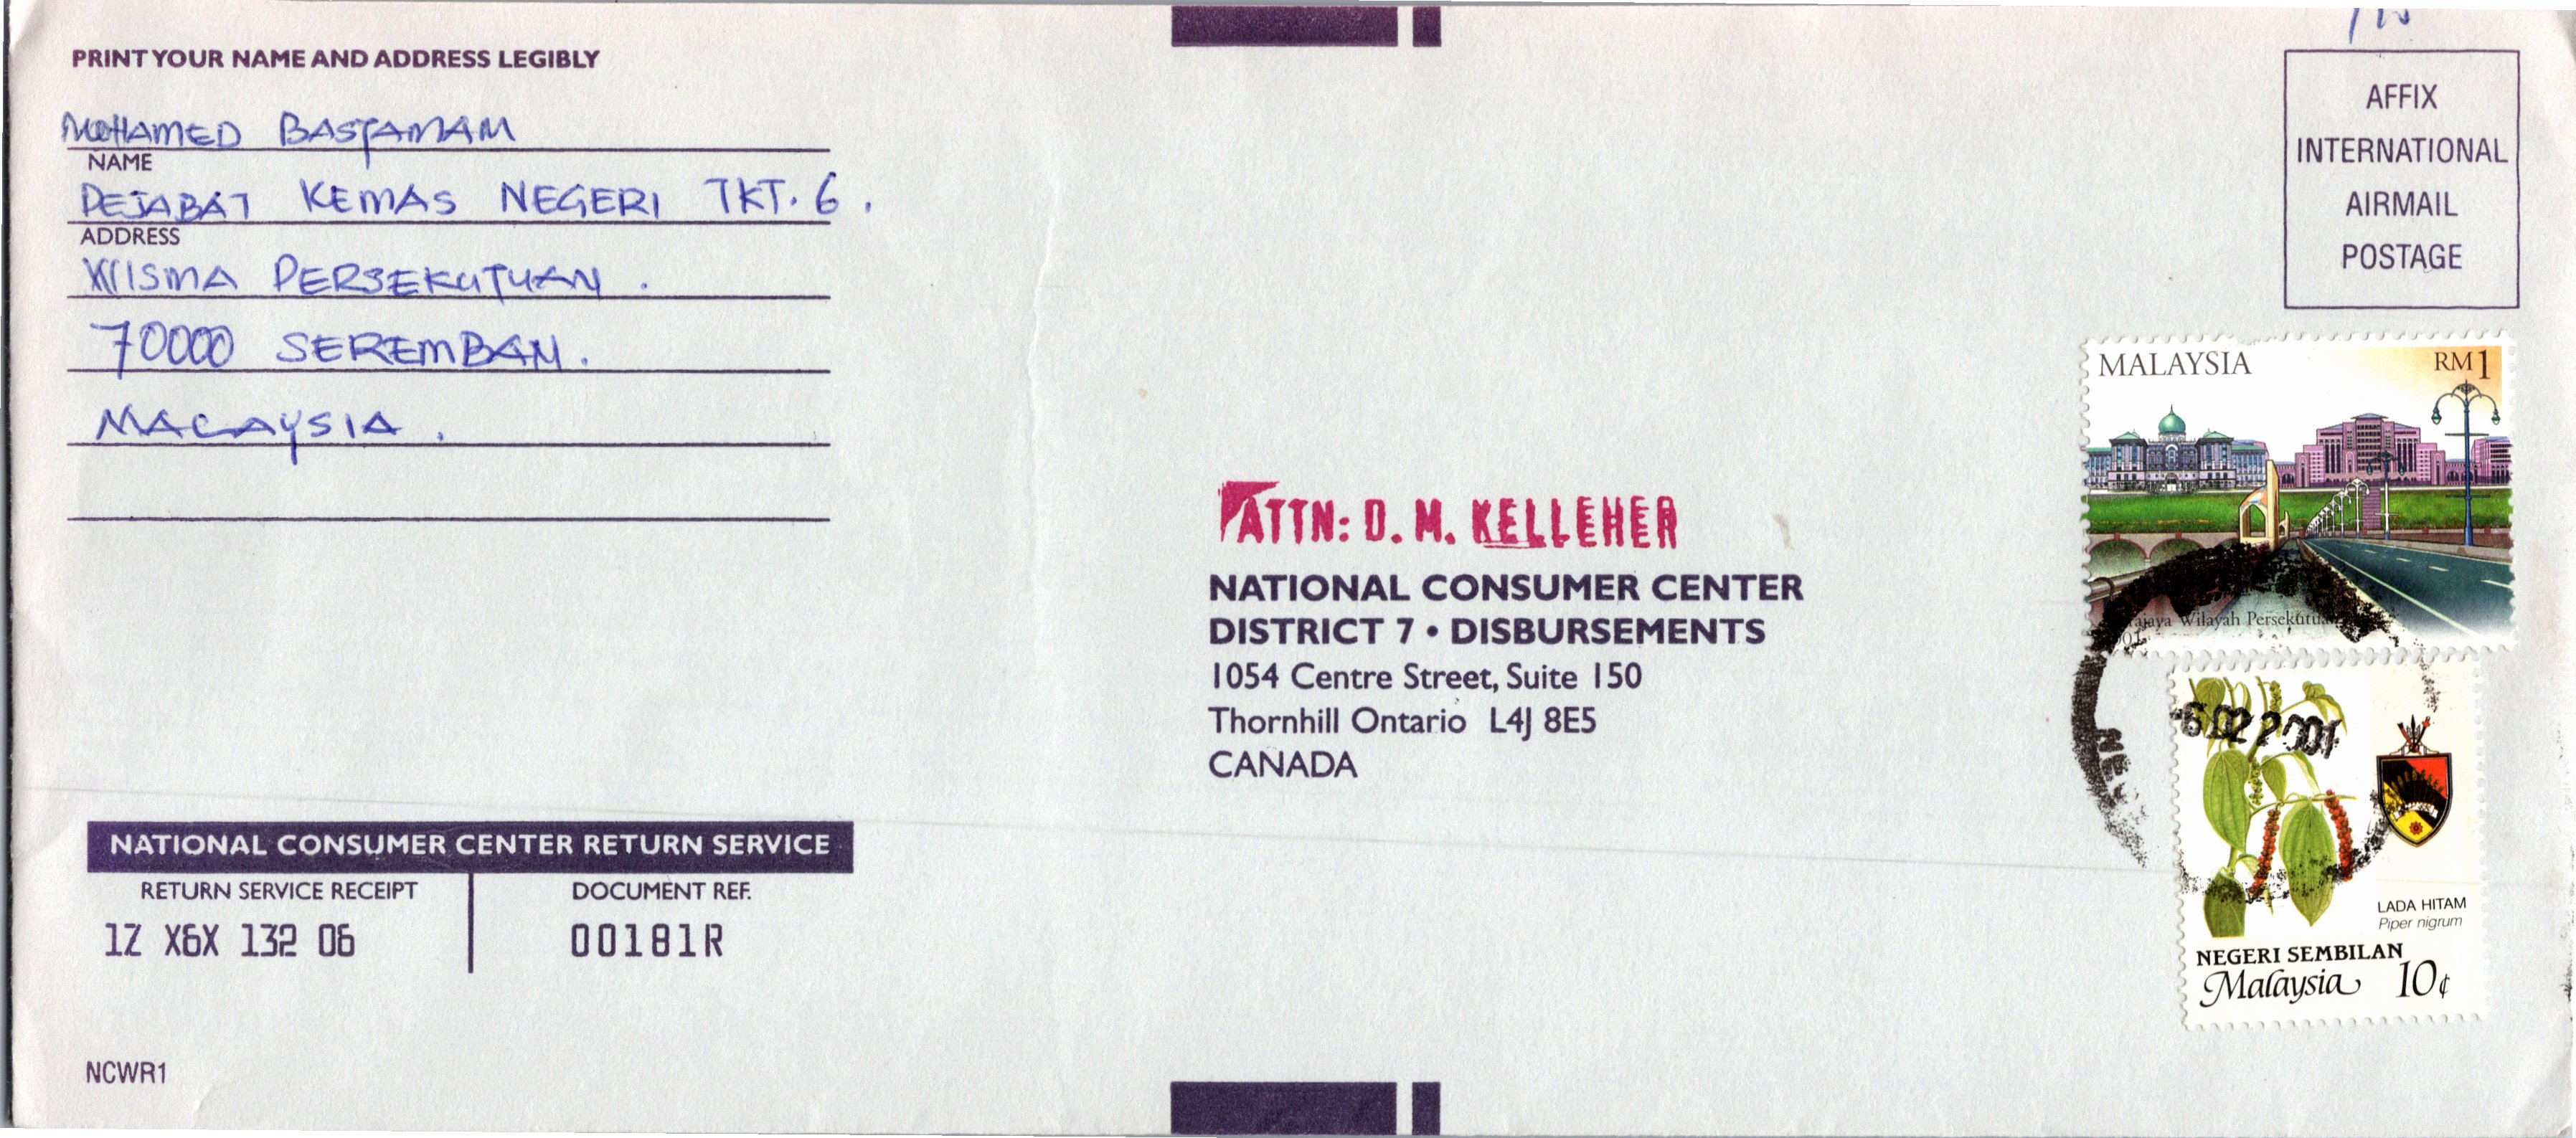 PRINT YOUR NAME AND ADDRESS LEGIBLY
MOHAMED BASTAMAM
NAME
PEJABAT KEMAS NEGERI TKT. 6.
ADDRESS
WISMA PERSEKUTUAN.
70000 SEREMBAN.
MALAYSIA.
AFFIX
INTERNATIONAL
AIRMAIL
POSTAGE
MALAYSIA RM1
Wilayah Persekutua
ATTN: D. M. KELLEHER
NATIONAL CONSUMER CENTER
DISTRICT 7 • DISBURSEMENTS
1054 Centre Street, Suite 150
Thornhill Ontario L4J 8E5
CANADA
-6 02 2001
LADA HITAM
Piper nigrum
NEGERI SEMBILAN
Malaysia 10¢
NATIONAL CONSUMER CENTER RETURN SERVICE
RETURN SERVICE RECEIPT
1Z X6X 132 06
DOCUMENT REF.
00181R
NCWR1